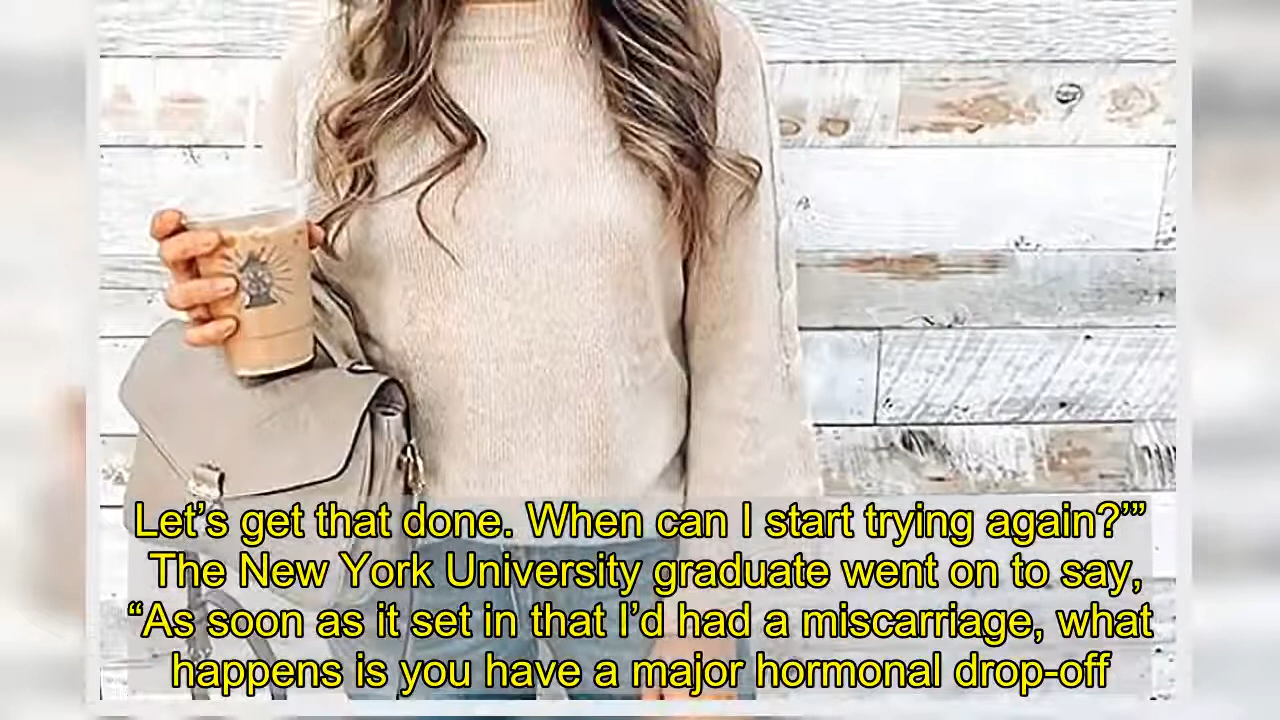 Let’s get that done. When can I start trying again?’”
The New York University graduate went on to say,
“As soon as it set in that I’d had a miscarriage, what
happens is you have a major hormonal drop-off